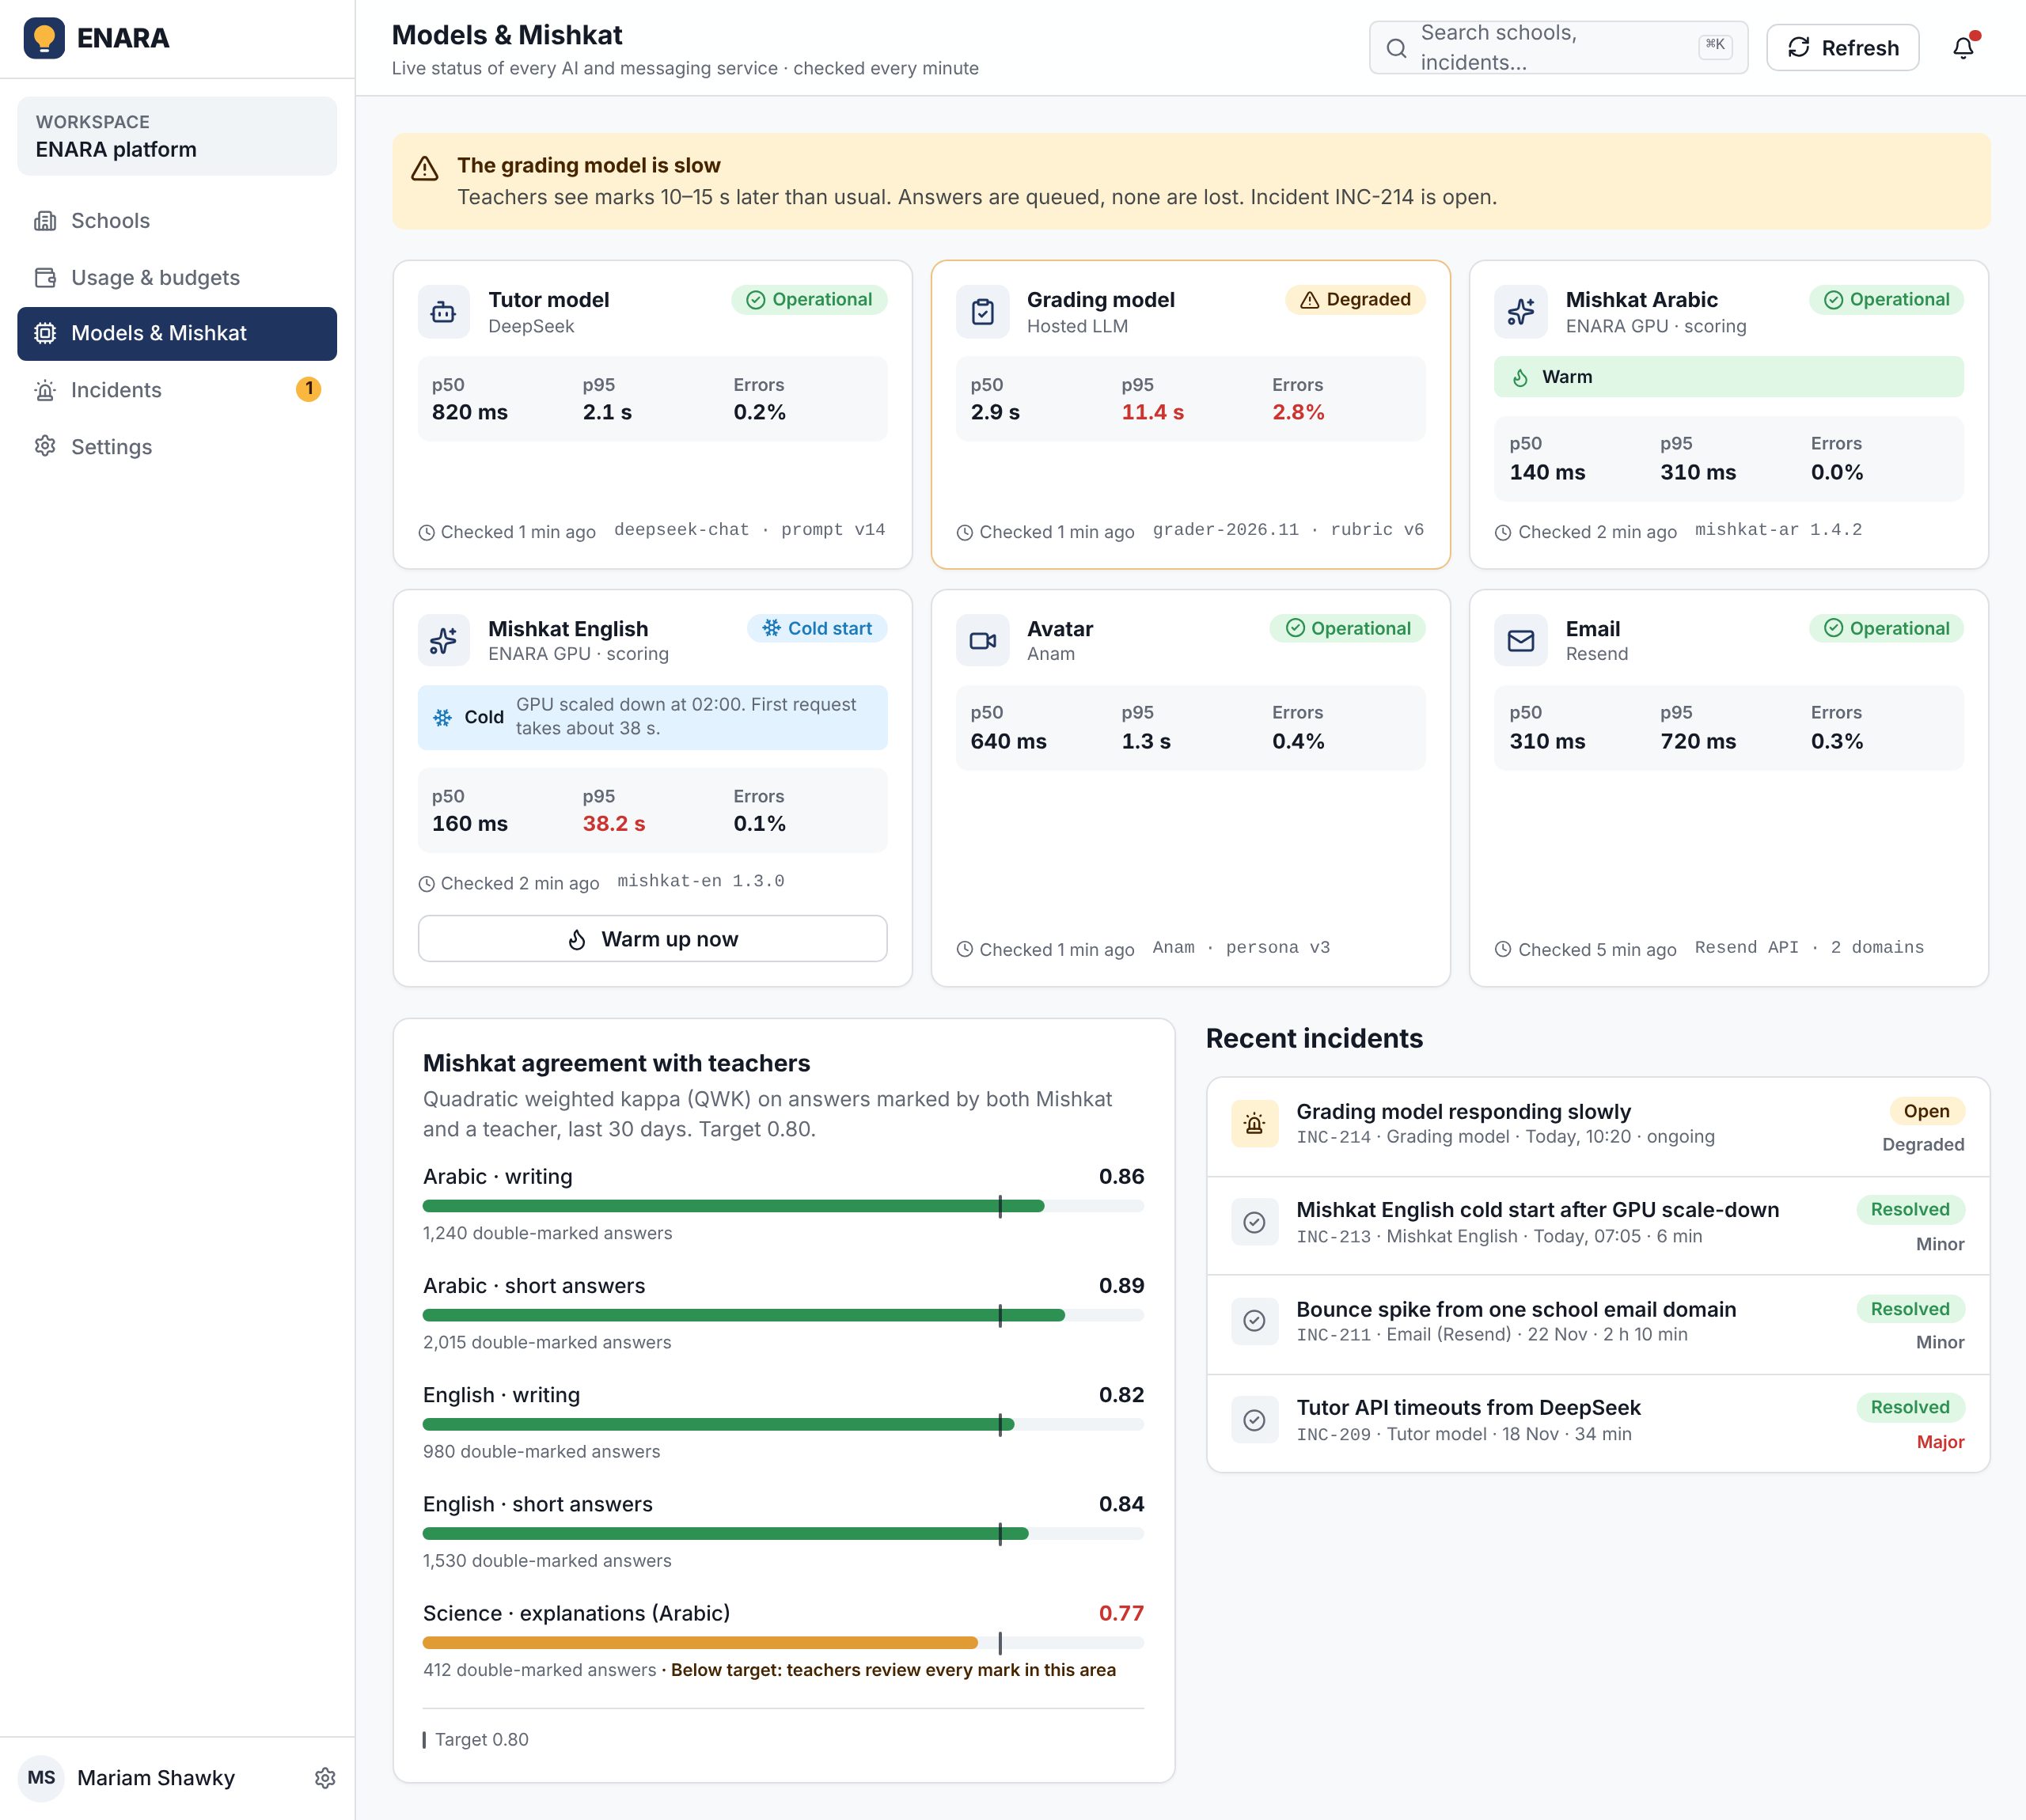 ENARA
WORKSPACE
ENARA platform
Schools
Usage & budgets
Models & Mishkat
Incidents
1
Settings
MS
Mariam Shawky
Models & Mishkat
Live status of every AI and messaging service · checked every minute
Search schools,
incidents...
⌘K
Refresh
The grading model is slow
Teachers see marks 10–15 s later than usual. Answers are queued, none are lost. Incident INC-214 is open.
Tutor model
DeepSeek
Operational
p50 p95 Errors
820 ms 2.1 s 0.2%
Checked 1 min ago deepseek-chat · prompt v14
Grading model
Hosted LLM
Degraded
p50 p95 Errors
2.9 s 11.4 s 2.8%
Checked 1 min ago grader-2026.11 · rubric v6
Mishkat Arabic
ENARA GPU · scoring
Operational
Warm
p50 p95 Errors
140 ms 310 ms 0.0%
Checked 2 min ago mishkat-ar 1.4.2
Mishkat English
ENARA GPU · scoring
Cold start
Cold
GPU scaled down at 02:00. First request
takes about 38 s.
p50 p95 Errors
160 ms 38.2 s 0.1%
Checked 2 min ago mishkat-en 1.3.0
Warm up now
Avatar
Anam
Operational
p50 p95 Errors
640 ms 1.3 s 0.4%
Checked 1 min ago Anam · persona v3
Email
Resend
Operational
p50 p95 Errors
310 ms 720 ms 0.3%
Checked 5 min ago Resend API · 2 domains
Mishkat agreement with teachers
Quadratic weighted kappa (QWK) on answers marked by both Mishkat
and a teacher, last 30 days. Target 0.80.
Arabic · writing 0.86
1,240 double-marked answers
Arabic · short answers 0.89
2,015 double-marked answers
English · writing 0.82
980 double-marked answers
English · short answers 0.84
1,530 double-marked answers
Science · explanations (Arabic) 0.77
412 double-marked answers · Below target: teachers review every mark in this area
Target 0.80
Recent incidents
Grading model responding slowly
INC-214 · Grading model · Today, 10:20 · ongoing
Open
Degraded
Mishkat English cold start after GPU scale-down
INC-213 · Mishkat English · Today, 07:05 · 6 min
Resolved
Minor
Bounce spike from one school email domain
INC-211 · Email (Resend) · 22 Nov · 2 h 10 min
Resolved
Minor
Tutor API timeouts from DeepSeek
INC-209 · Tutor model · 18 Nov · 34 min
Resolved
Major